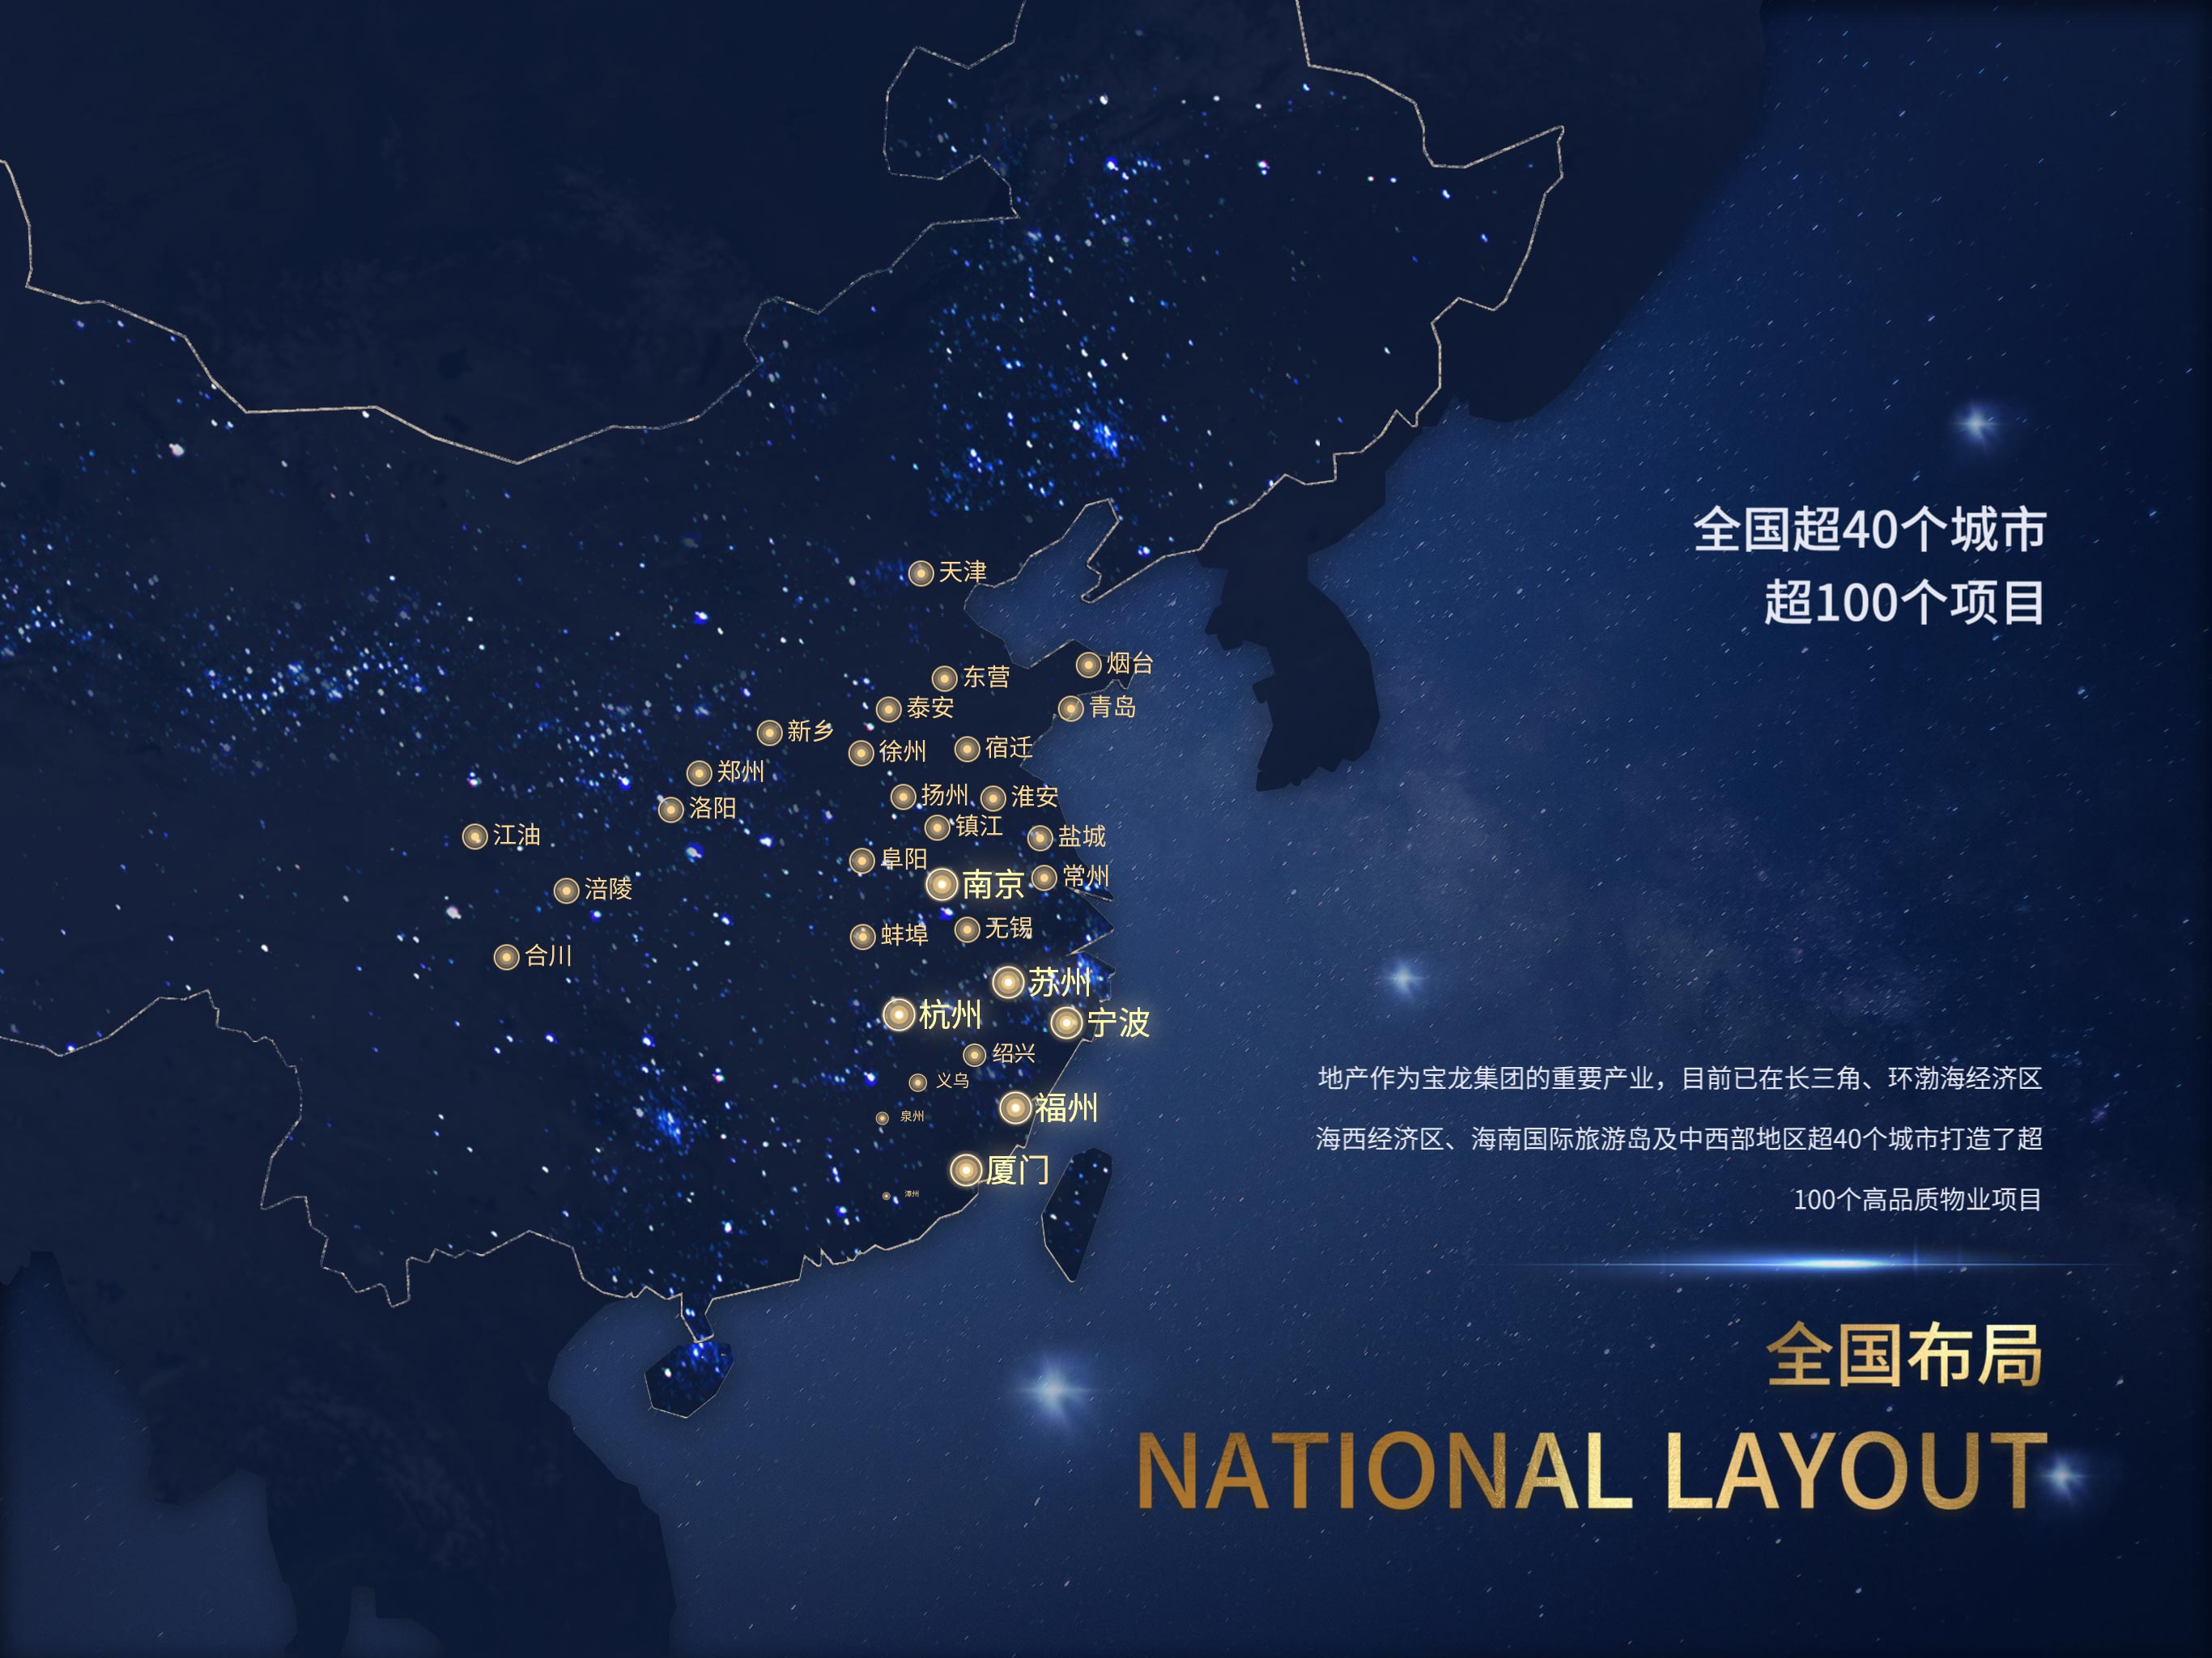 全国超40个城市
超100个项目
天津
烟台
东营
泰安
青岛
新乡
徐州
宿迁
郑州
扬州
淮安
洛阳
镇江
江油
盐城
阜阳
南京
常州
涪陵
蚌埠
无锡
合川
苏州
杭州
宁波
绍兴
义乌
福州
泉州
厦门
漳州
地产作为宝龙集团的重要产业，目前已在长三角、环渤海经济区
海西经济区、海南国际旅游岛及中西部地区超40个城市打造了超
100个高品质物业项目
全国布局
NATIONAL LAYOUT